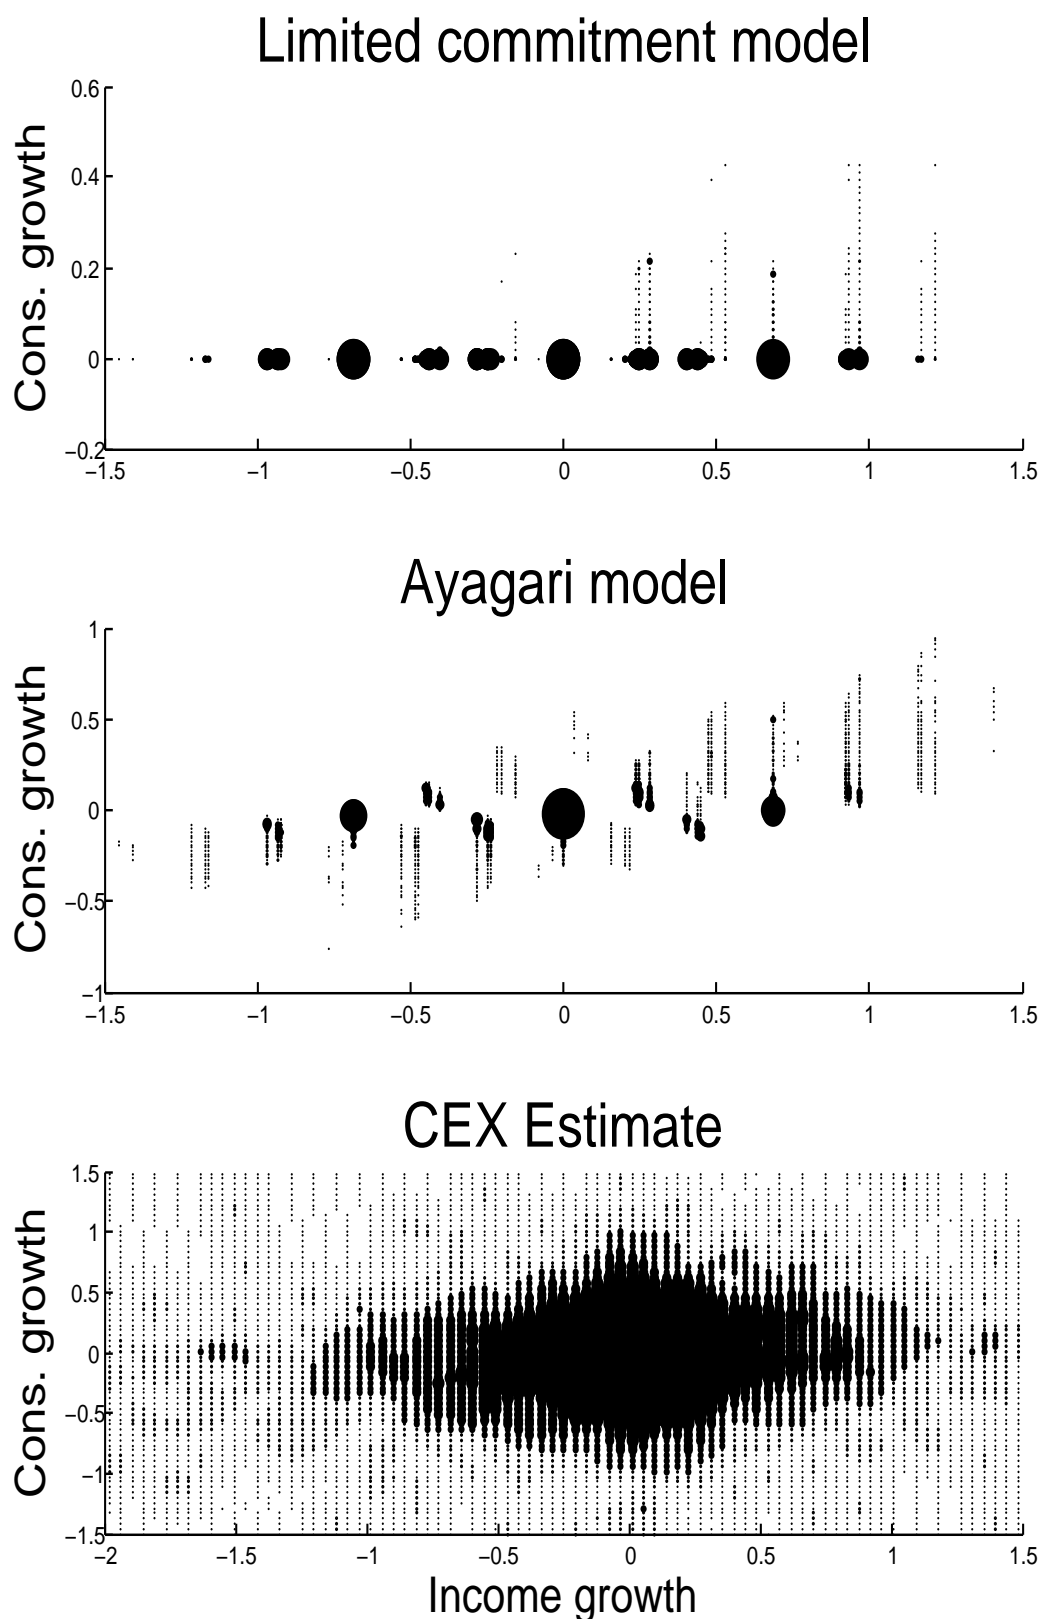 Limited commitment model
Cons. growth
0.6
0.4
0.2
0
−0.2
−1.5 −1 −0.5 0 0.5 1 1.5
Ayagari model
Cons. growth
1
0.5
0
−0.5
−1
−1.5 −1 −0.5 0 0.5 1 1.5
CEX Estimate
Cons. growth
1.5
1
0.5
0
−0.5
−1
−1.5
−2 −1.5 −1 −0.5 0 0.5 1 1.5
Income growth